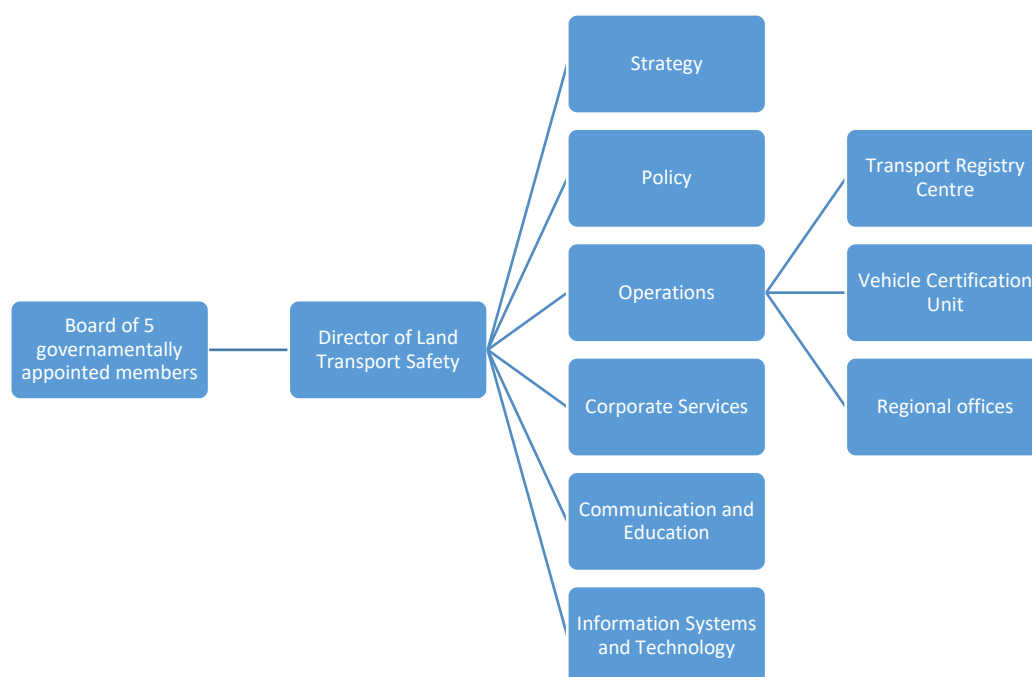 Board of 5
governamentally
appointed members
Director of Land
Transport Safety
Strategy
Policy
Operations
Corporate Services
Communication and
Education
Information Systems
and Technology
Transport Registry
Centre
Vehicle Certification
Unit
Regional offices